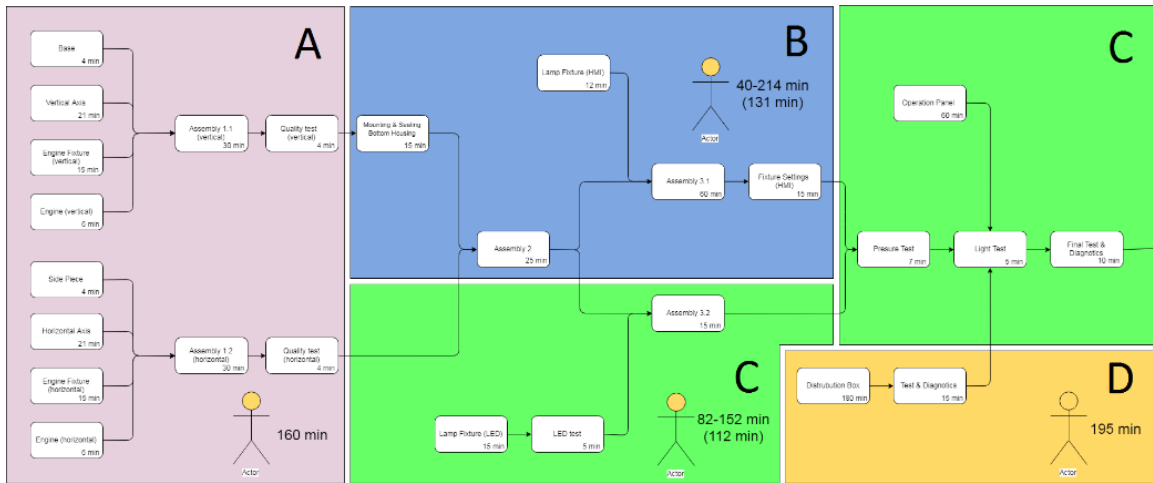 A
Base
4 min
Vertical Axis
21 min
Engine Fixture
(vertical)
15 min
Engine (vertical)
6 min
Assembly 1.1
(vertical)
30 min
Quality test
(vertical)
4 min
Side Piece
4 min
Horizontal Axis
21 min
Engine Fixture
(horizontal)
15 min
Engine (horizontal)
6 min
Assembly 1.2
(horizontal)
30 min
Quality test
(horizontal)
4 min
160 min
Actor
B
Lamp Fixture (HMI)
12 min
40-214 min
(131 min)
Actor
Mounting & Sealing
Bottom Housing
15 min
Assembly 3.1
60 min
Fixture Settings
(HMI)
15 min
Assembly 2
25 min
C
Operation Panel
60 min
Presure Test
7 min
Light Test
5 min
Final Test &
Diagnostics
10 min
Assembly 3.2
15 min
C
Lamp Fixture (LED)
15 min
LED test
5 min
82-152 min
(112 min)
Actor
D
Distrubution Box
180 min
Test & Diagnostics
15 min
195 min
Actor